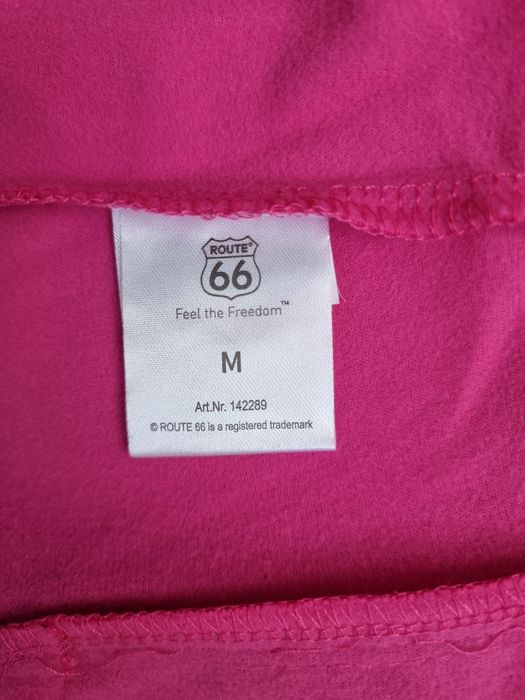 ROUTE®
66
Feel the Freedom™
M
Art.Nr. 142289
© ROUTE 66 is a registered trademark